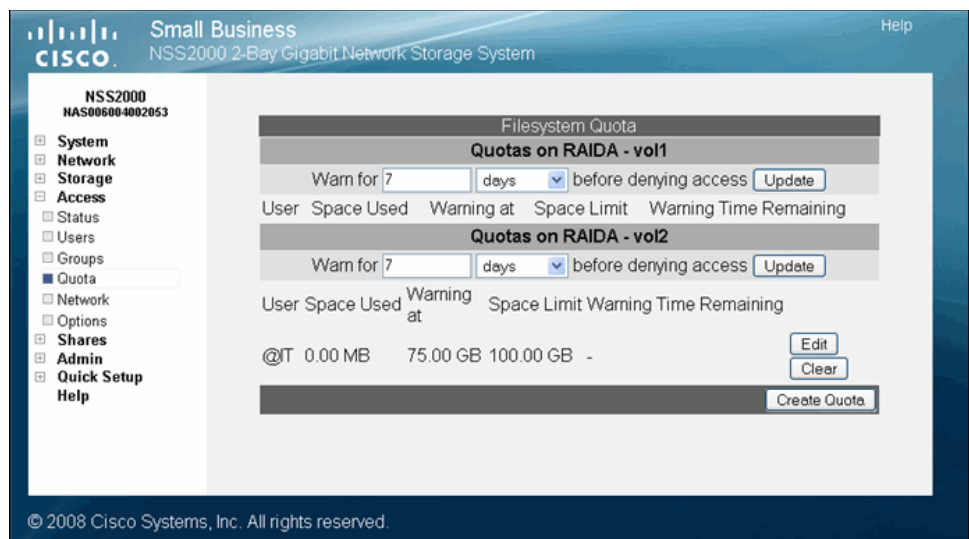 CISCO.
Small Business
Help
NSS2000 2-Bay Gigabit Network Storage System
NSS2000
NAS006004002053
System
Network
Storage
Access
Status
Users
Groups
Quota
Network
Options
Shares
Admin
Quick Setup
Help
Filesystem Quota
Quotas on RAIDA - vol1
Warn for 7 days before denying access Update
User Space Used Warning at Space Limit Warning Time Remaining
Quotas on RAIDA - vol2
Warn for 7 days before denying access Update
User Space Used Warning at Space Limit Warning Time Remaining
@IT 0.00 MB 75.00 GB 100.00 GB - Edit
Clear
Create Quota
© 2008 Cisco Systems, Inc. All rights reserved.